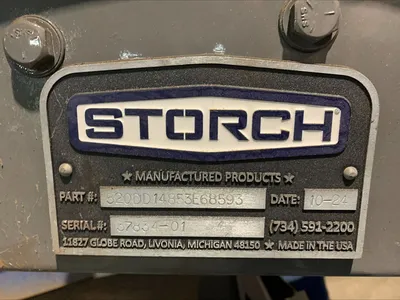 STORCH
★ MANUFACTURED PRODUCTS ★
PART #: DATE: 10-24
SERIAL#: (734) 591-2200
11827 GLOBE ROAD, LIVONIA, MICHIGAN 48150 ★ MADE IN THE USA